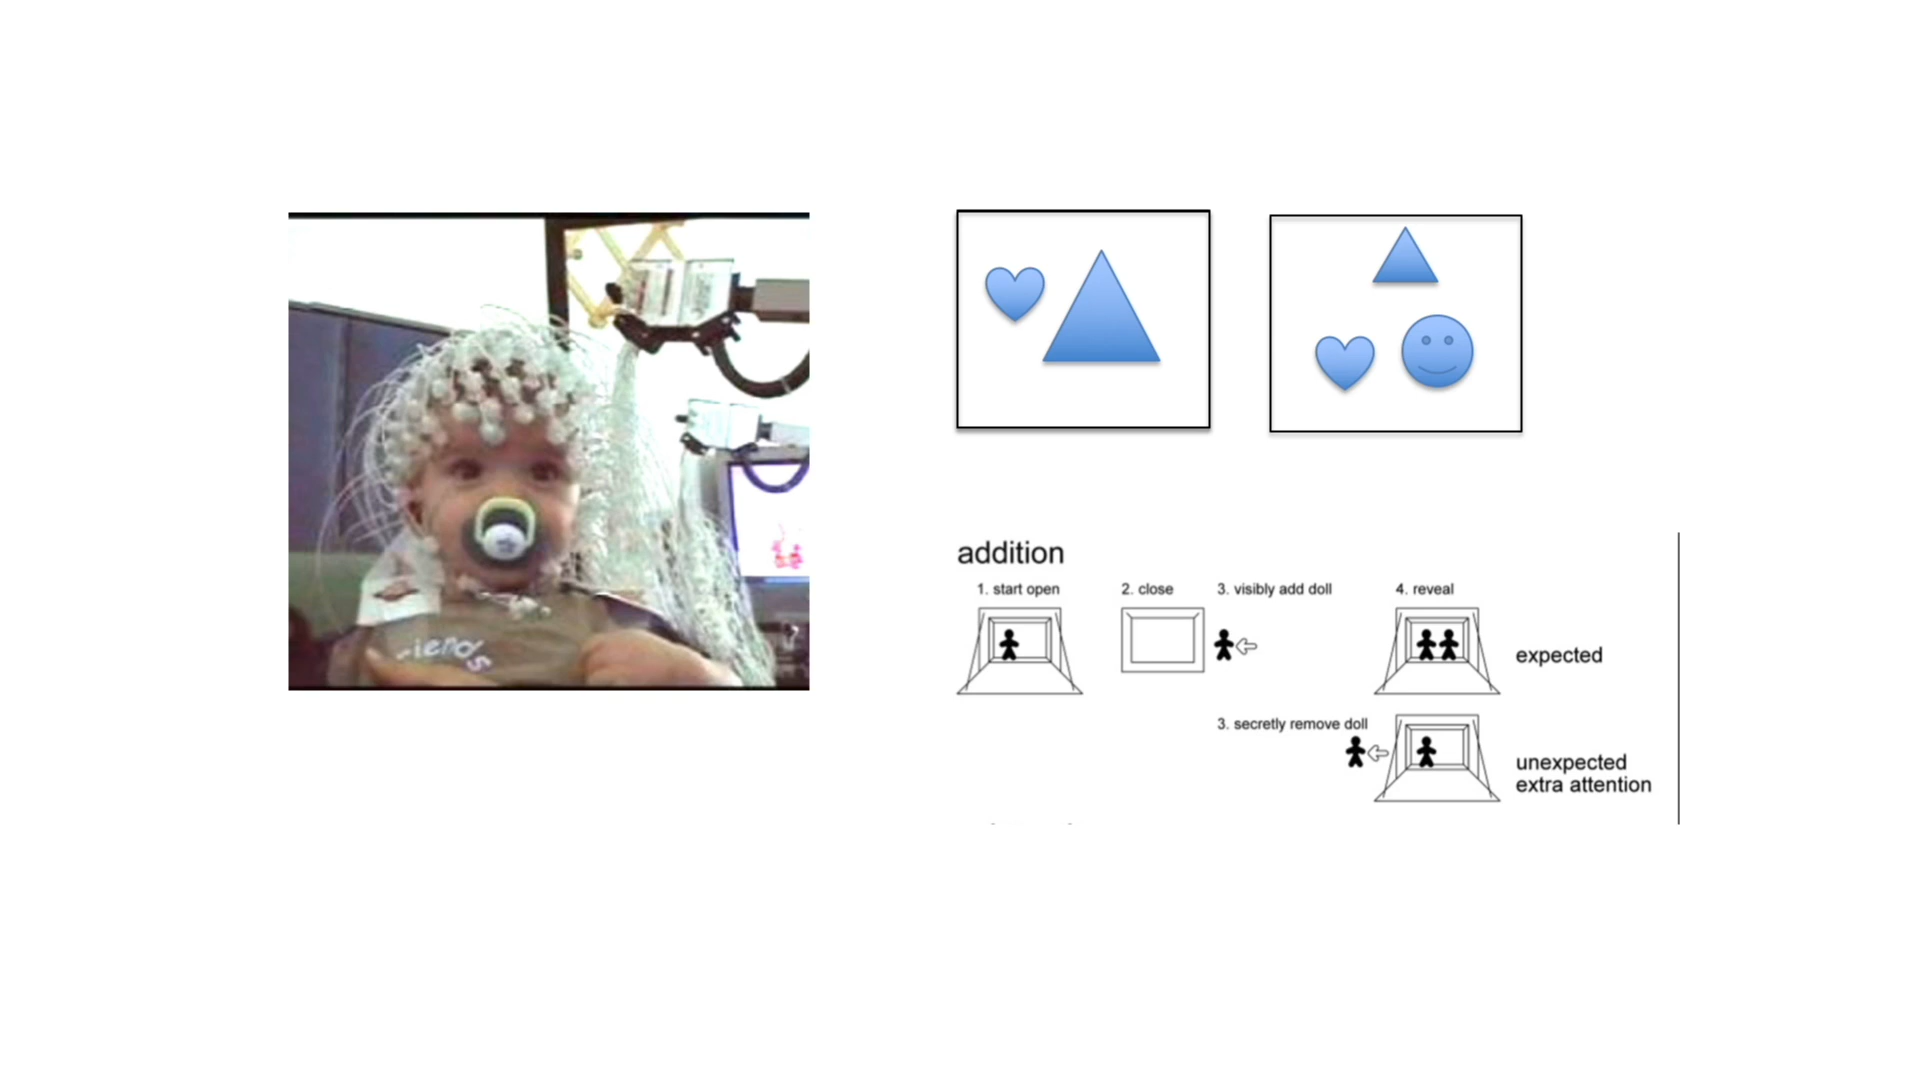 riends
addition
1. start open
2. close
3. visibly add doll
4. reveal
expected
3. secretly remove doll
unexpected
extra attention